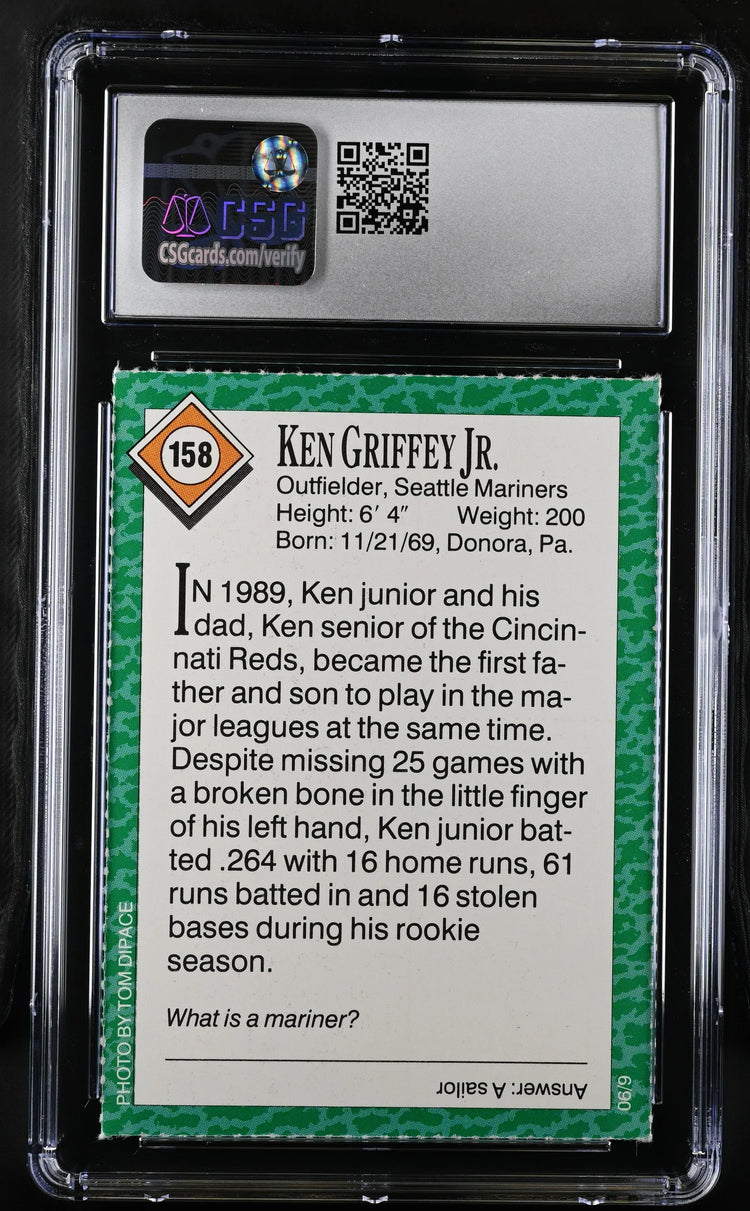 CSG
CSGcards.com/verify
158
KEN GRIFFEY JR.
Outfielder, Seattle Mariners
Height: 6′ 4″ Weight: 200
Born: 11/21/69, Donora, Pa.
IN 1989, Ken junior and his
dad, Ken senior of the Cincin-
nati Reds, became the first fa-
ther and son to play in the ma-
jor leagues at the same time.
Despite missing 25 games with
a broken bone in the little finger
of his left hand, Ken junior bat-
ted .264 with 16 home runs, 61
runs batted in and 16 stolen
bases during his rookie
season.
What is a mariner?
Answer: A sailor
PHOTO BY TOM DIPACE
06/9